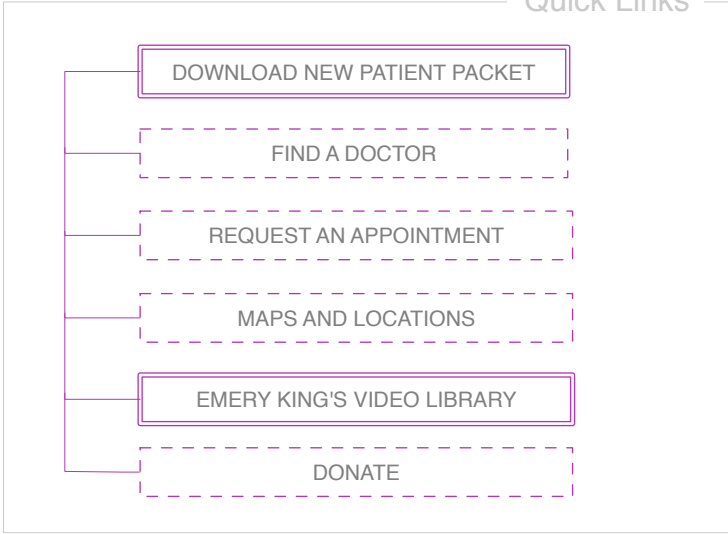 Quick Links
DOWNLOAD NEW PATIENT PACKET
FIND A DOCTOR
REQUEST AN APPOINTMENT
MAPS AND LOCATIONS
EMERY KING'S VIDEO LIBRARY
DONATE